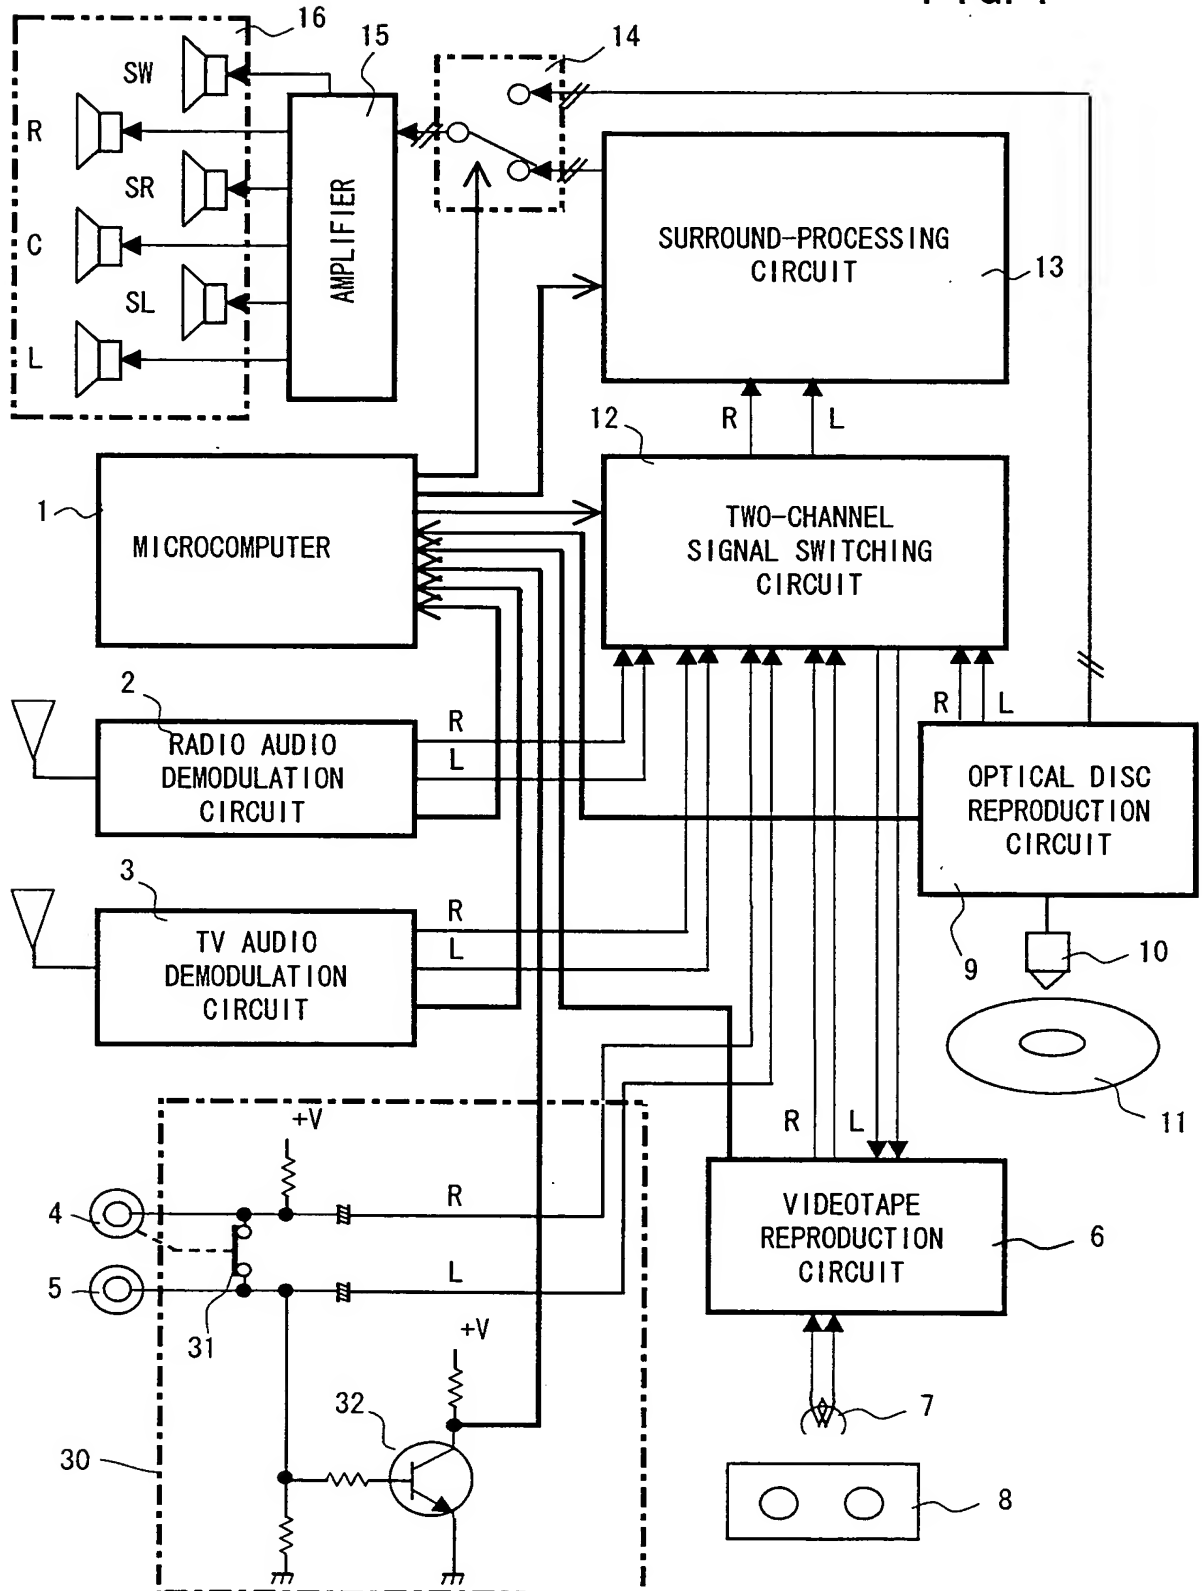 16
15
14
SW
R
SR
C
SL
L
AMPLIFIER
SURROUND-PROCESSING
CIRCUIT
13
R
L
12
1
MICROCOMPUTER
TWO-CHANNEL
SIGNAL SWITCHING
CIRCUIT
2
RADIO AUDIO
DEMODULATION
CIRCUIT
R
L
R
L
OPTICAL DISC
REPRODUCTION
CIRCUIT
3
TV AUDIO
DEMODULATION
CIRCUIT
R
L
9
10
11
+V
R
L
4
R
VIDEOTAPE
REPRODUCTION
CIRCUIT
6
5
L
31
+V
32
7
30
8